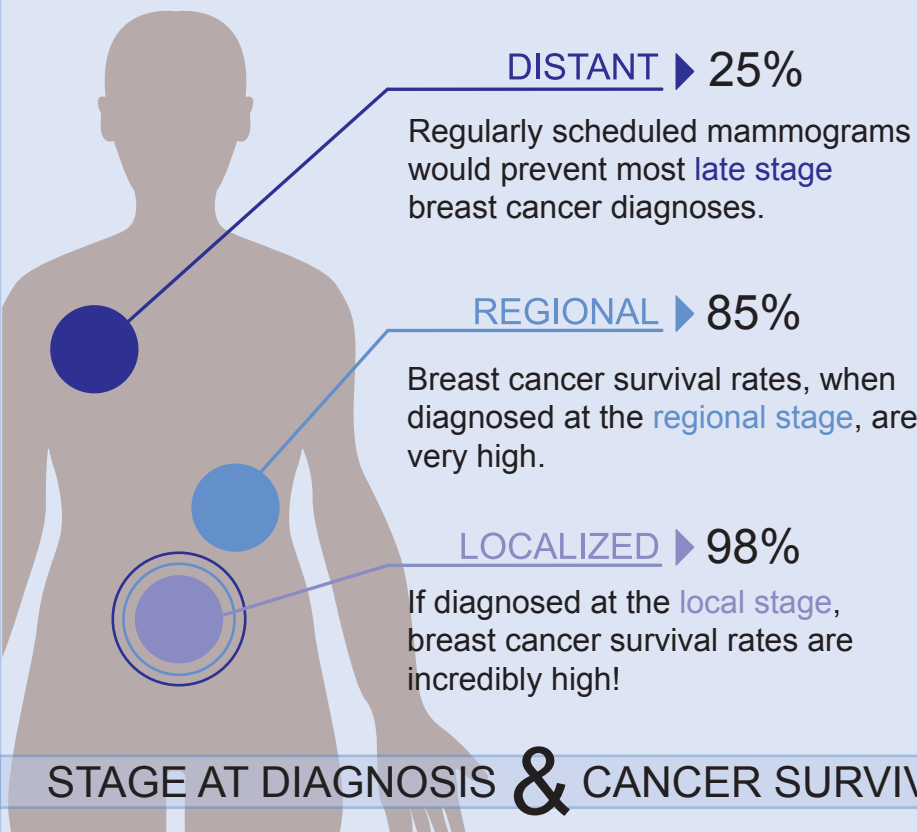 DISTANT 25%
Regularly scheduled mammograms
would prevent most late stage
breast cancer diagnoses.
REGIONAL 85%
Breast cancer survival rates, when
diagnosed at the regional stage, are
very high.
LOCALIZED 98%
If diagnosed at the local stage,
breast cancer survival rates are
incredibly high!
STAGE AT DIAGNOSIS & CANCER